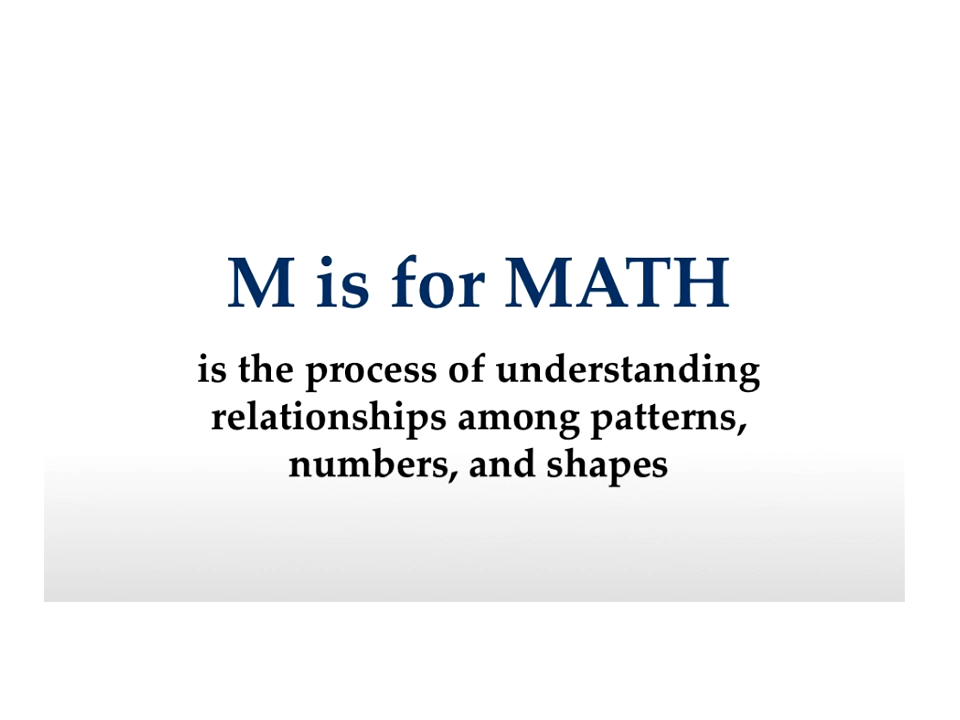 M is for MATH
is the process of understanding
relationships among patterns,
numbers, and shapes